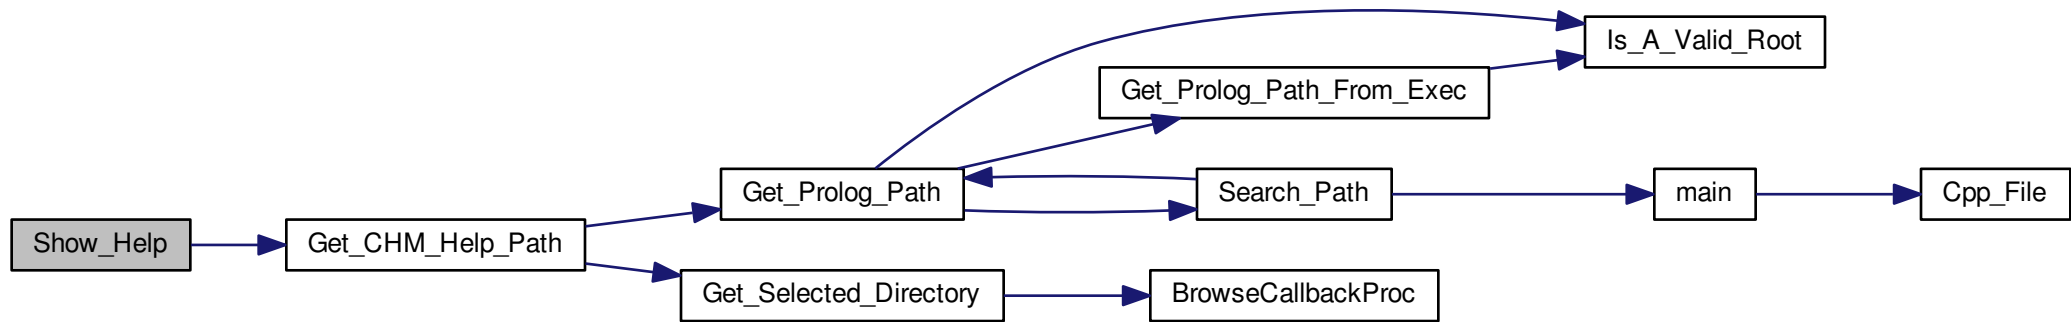 Is_A_Valid_Root
Get_Prolog_Path_From_Exec
Get_Prolog_Path
Search_Path
main
Cpp_File
Show_Help
Get_CHM_Help_Path
Get_Selected_Directory
BrowseCallbackProc